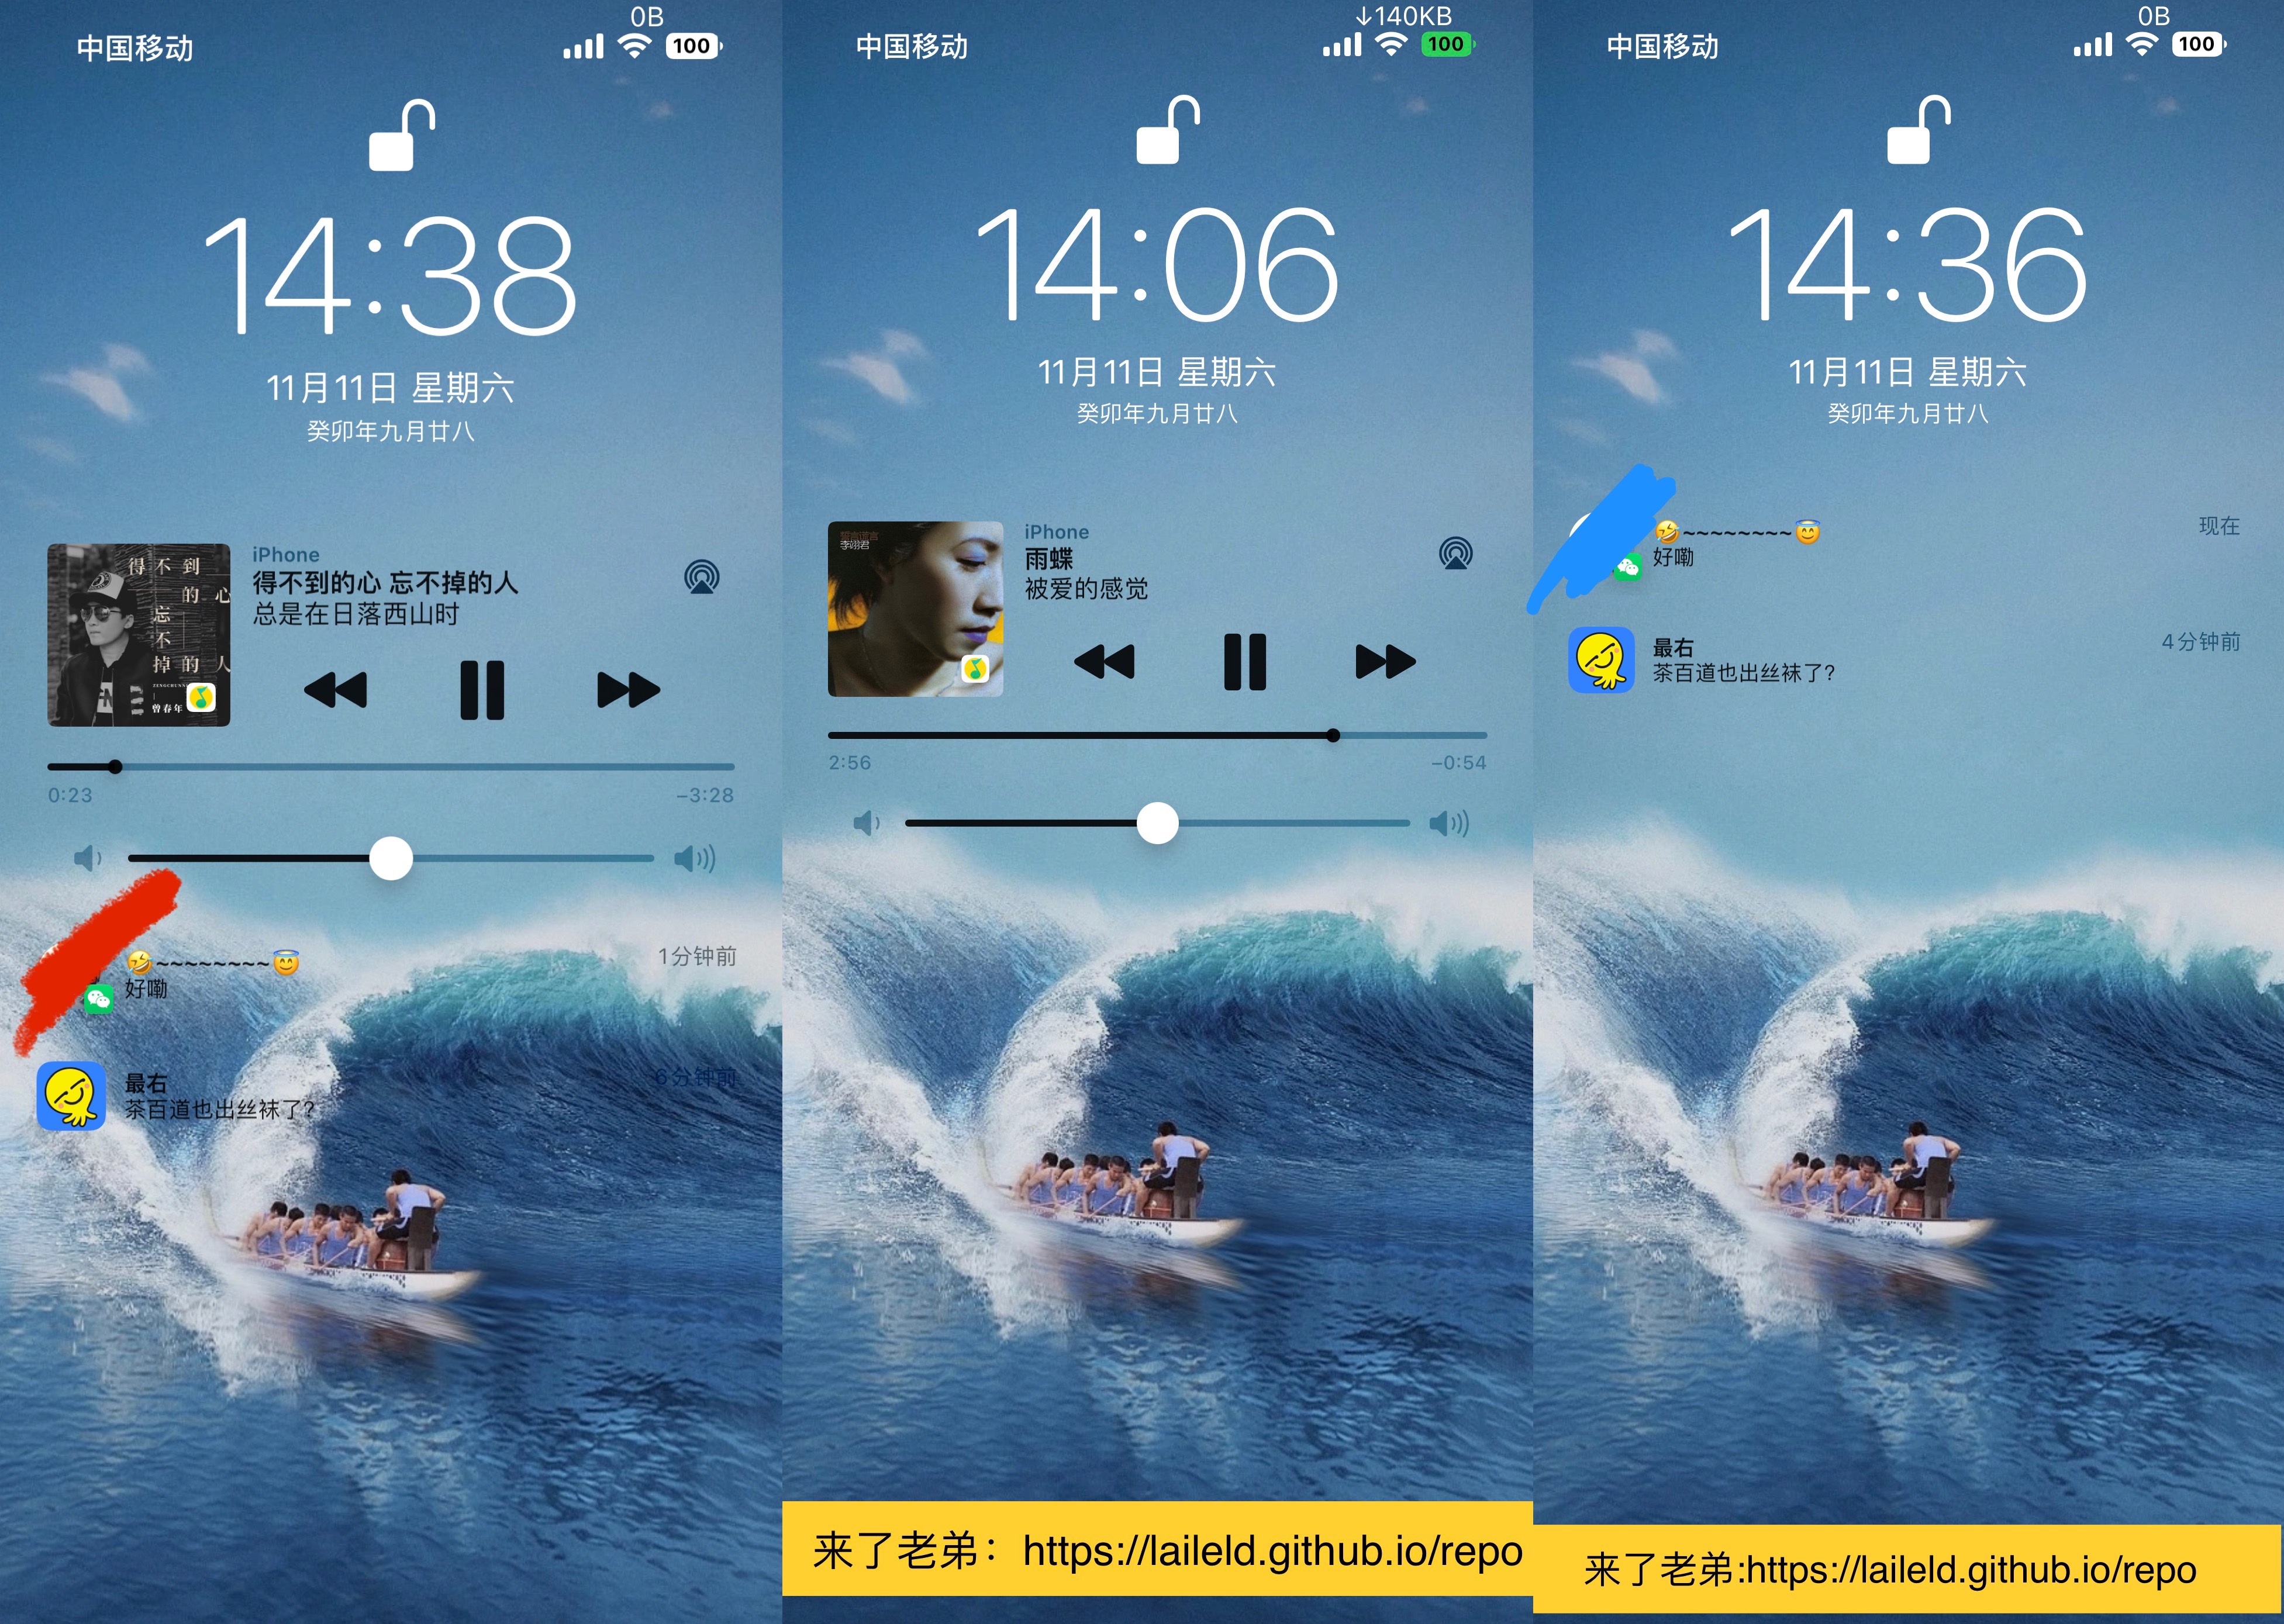 0B
中国移动
100
14:38
11月11日 星期六
癸卯年九月廿八
得 不 到
的 心
忘
不
掉 的 人
曾春年
iPhone
得不到的心 忘不掉的人
总是在日落西山时
0:23
–3:28
🤣~~~~~~~~😇
1分钟前
好嘞
最右
6分钟前
茶百道也出丝袜了?
↓140KB
中国移动
100
14:06
11月11日 星期六
癸卯年九月廿八
李翊君
iPhone
雨蝶
被爱的感觉
2:56
–0:54
来了老弟：https://laileld.github.io/repo
0B
中国移动
100
14:36
11月11日 星期六
癸卯年九月廿八
🤣~~~~~~~~😇
现在
好嘞
最右
4分钟前
茶百道也出丝袜了?
来了老弟:https://laileld.github.io/repo